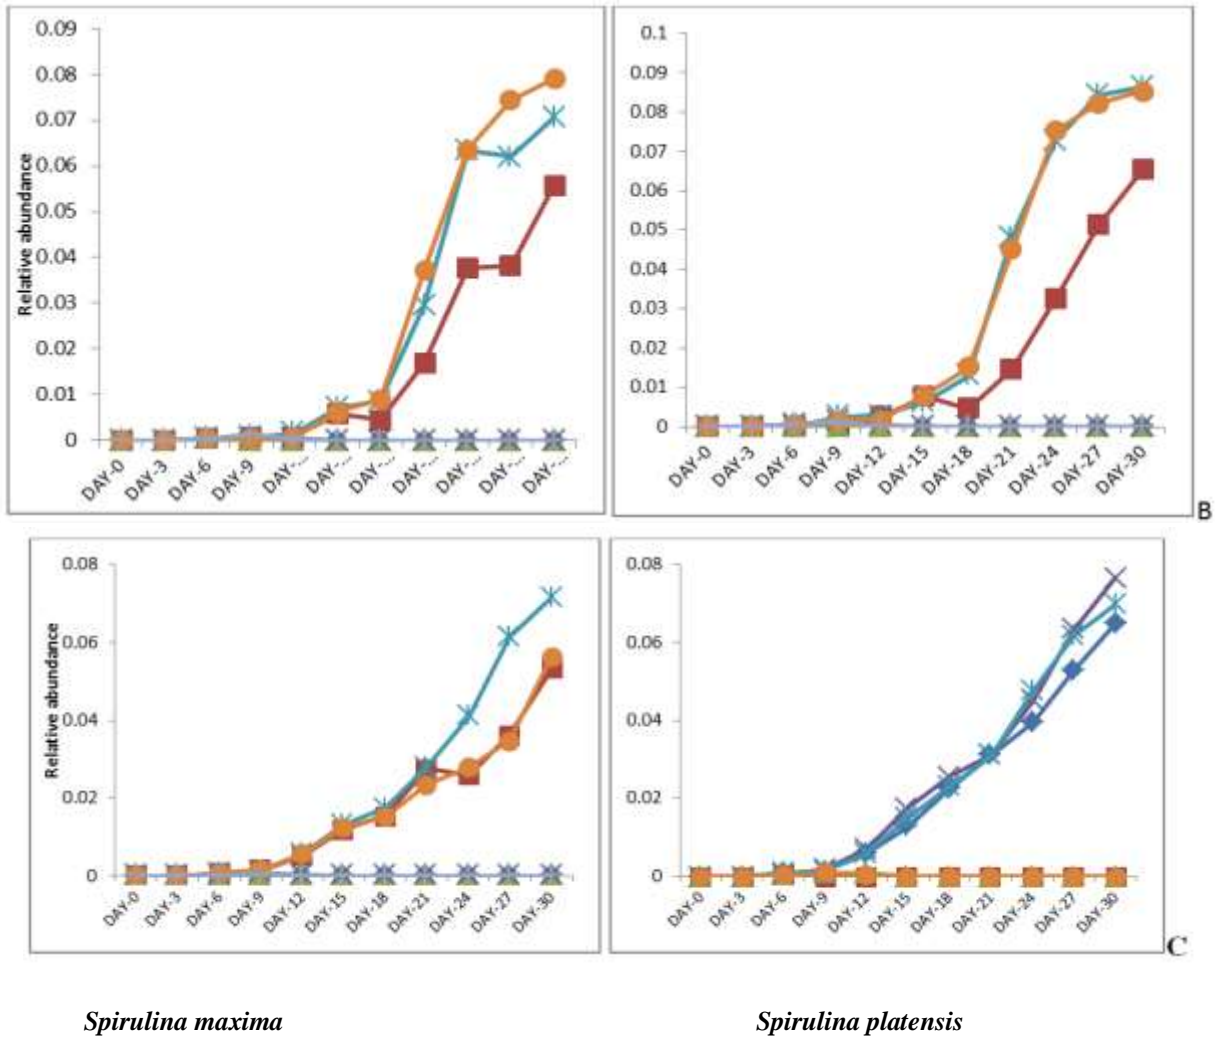 0.09
0.08
0.07
0.06
0.05
0.04
0.03
0.02
0.01
0
Relative abundance
DAY-0
DAY-3
DAY-6
DAY-9
DAY-...
DAY-...
DAY-...
DAY-...
DAY-...
DAY-...
DAY-...
0.1
0.09
0.08
0.07
0.06
0.05
0.04
0.03
0.02
0.01
0
DAY-0
DAY-3
DAY-6
DAY-9
DAY-12
DAY-15
DAY-18
DAY-21
DAY-24
DAY-27
DAY-30
B
0.08
0.06
0.04
0.02
0
Relative abundance
DAY-0
DAY-3
DAY-6
DAY-9
DAY-12
DAY-15
DAY-18
DAY-21
DAY-24
DAY-27
DAY-30
0.08
0.06
0.04
0.02
0
DAY-0
DAY-3
DAY-6
DAY-9
DAY-12
DAY-15
DAY-18
DAY-21
DAY-24
DAY-27
DAY-30
C
Spirulina maxima
Spirulina platensis